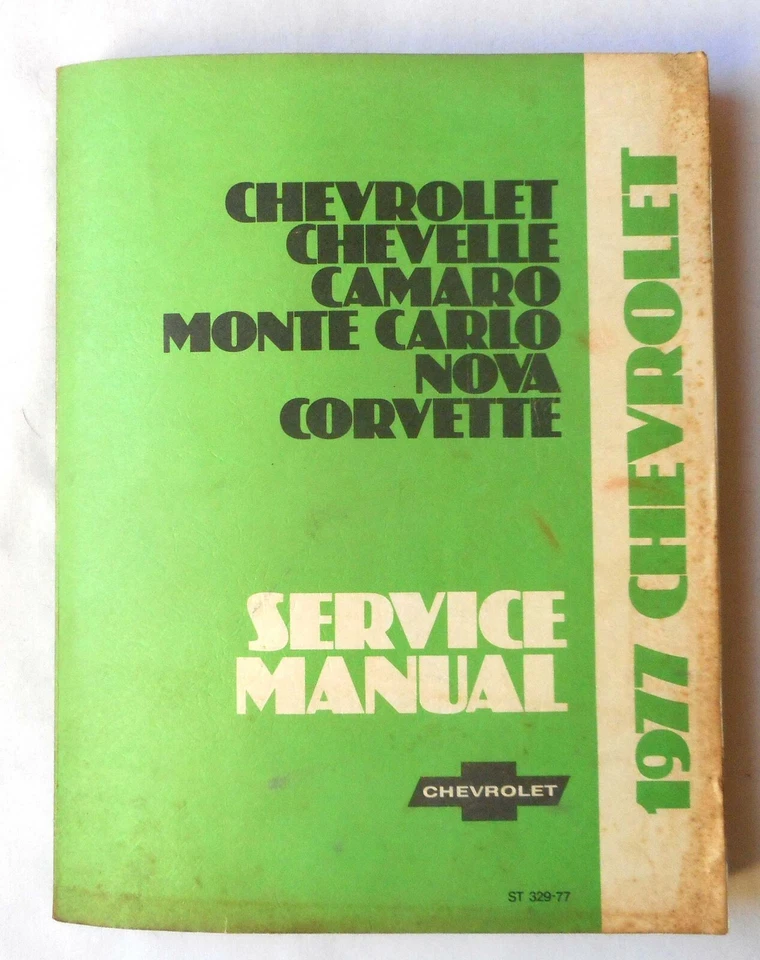 CHEVROLET
CHEVELLE
CAMARO
MONTE CARLO
NOVA
CORVETTE
SERVICE
MANUAL
CHEVROLET
ST 329-77
1977 CHEVROLET